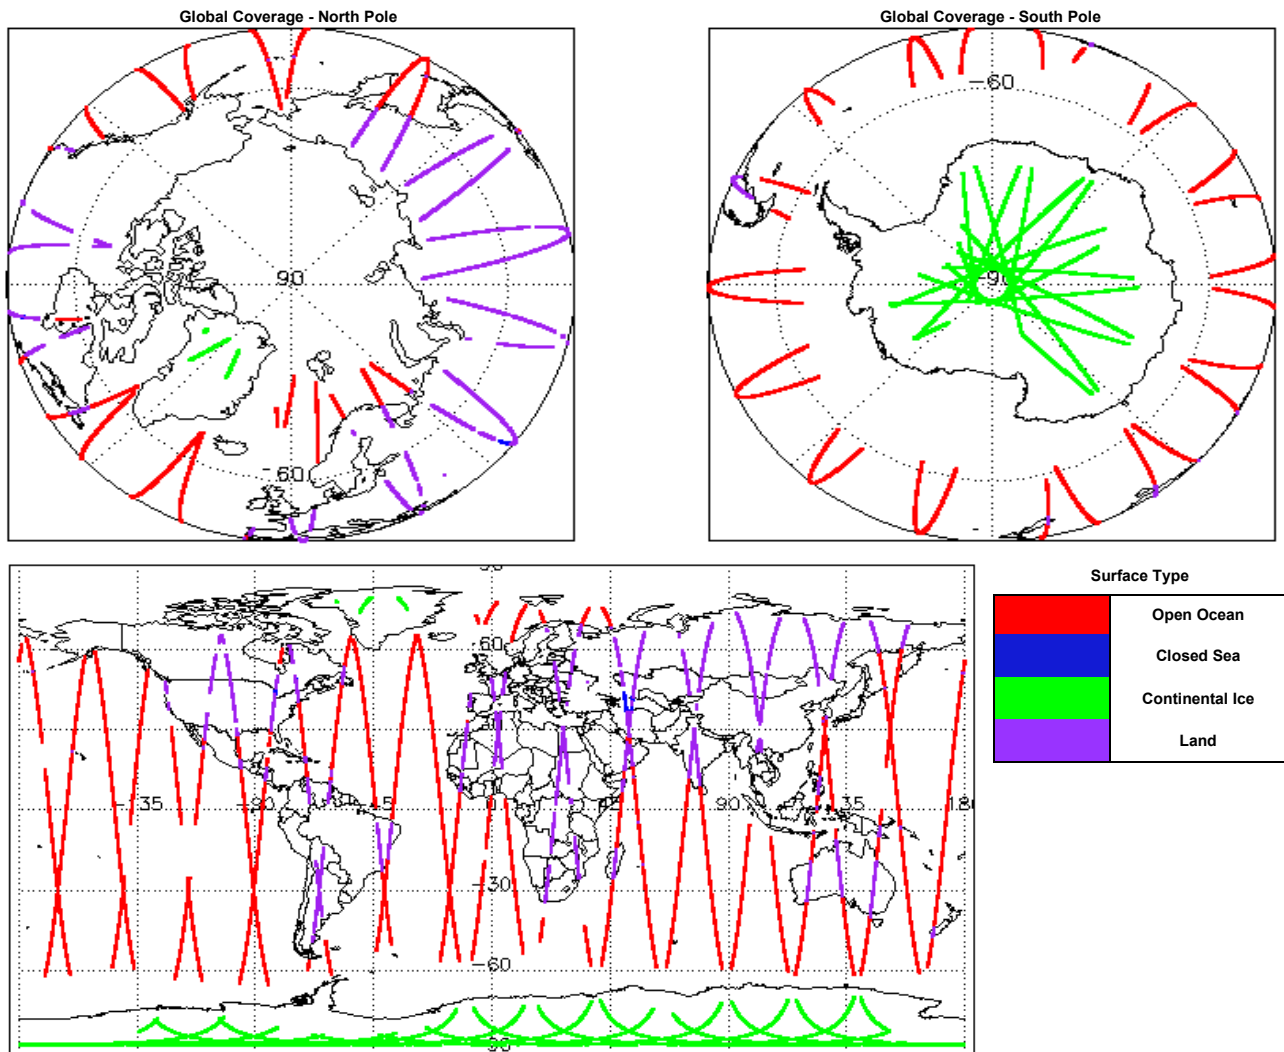 Global Coverage - North Pole
Global Coverage - South Pole
90
60
-60
-90
-135
-90
-45
0
45
90
135
180
60
-30
-60
Surface Type
Open Ocean
Closed Sea
Continental Ice
Land